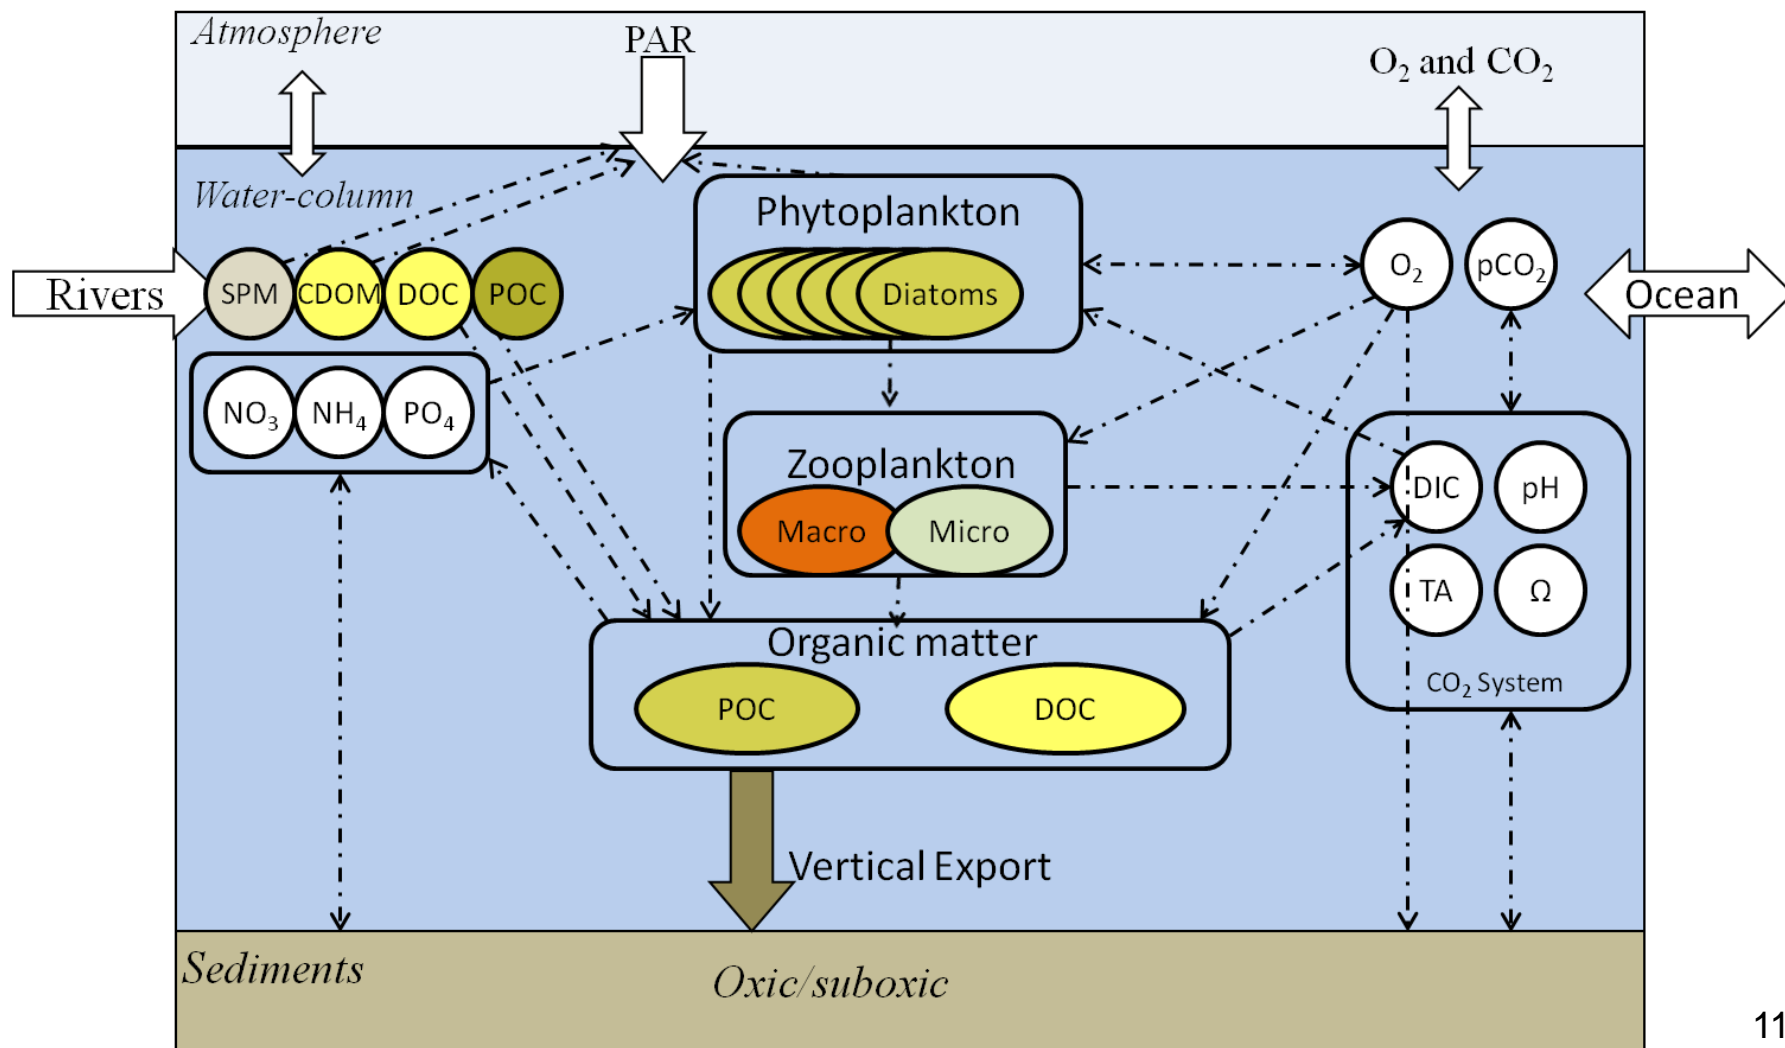 Atmosphere
PAR
O₂ and CO₂
Water-column
Phytoplankton
Diatoms
O₂
pCO₂
Rivers
SPM
CDOM
DOC
POC
Ocean
NO₃
NH₄
PO₄
Zooplankton
Macro
Micro
DIC
pH
TA
Ω
CO₂ System
Organic matter
POC
DOC
Vertical Export
Sediments
Oxic/suboxic
11